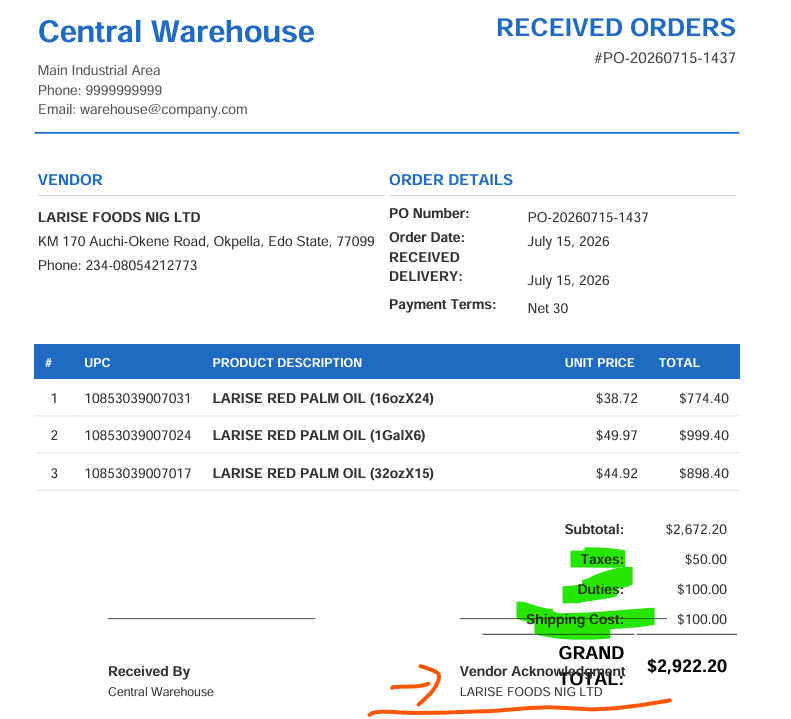 Central Warehouse
RECEIVED ORDERS
#PO-20260715-1437
Main Industrial Area
Phone: 9999999999
Email: warehouse@company.com
VENDOR
LARISE FOODS NIG LTD
KM 170 Auchi-Okene Road, Okpella, Edo State, 77099
Phone: 234-08054212773
ORDER DETAILS
PO Number: PO-20260715-1437
Order Date: July 15, 2026
RECEIVED
DELIVERY: July 15, 2026
Payment Terms: Net 30
# UPC PRODUCT DESCRIPTION UNIT PRICE TOTAL
1 10853039007031 LARISE RED PALM OIL (16ozX24) $38.72 $774.40
2 10853039007024 LARISE RED PALM OIL (1GalX6) $49.97 $999.40
3 10853039007017 LARISE RED PALM OIL (32ozX15) $44.92 $898.40
Subtotal: $2,672.20
Taxes: $50.00
Duties: $100.00
Shipping Cost: $100.00
GRAND
TOTAL: $2,922.20
Received By
Central Warehouse
Vendor Acknowledgment
LARISE FOODS NIG LTD